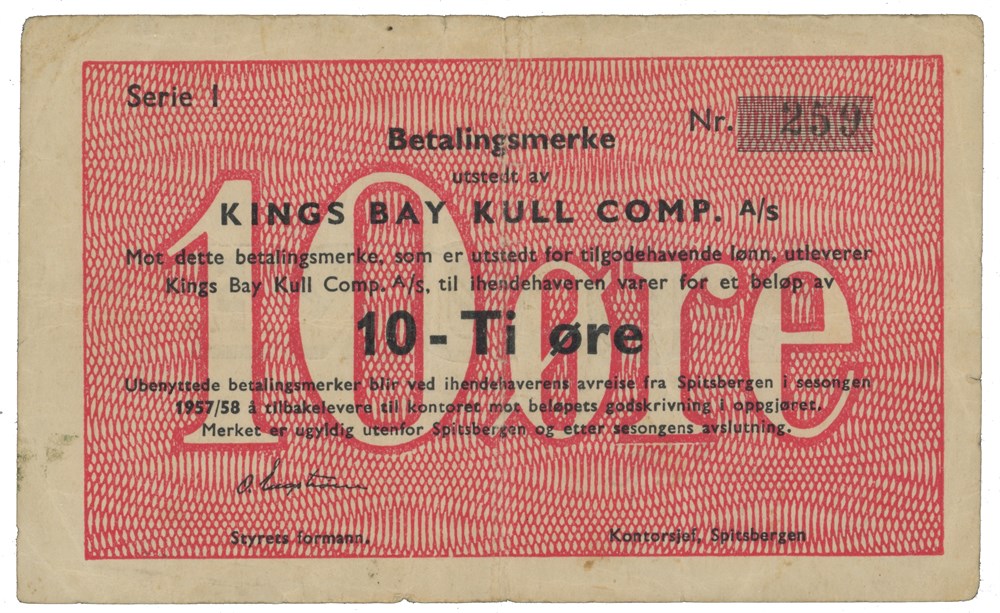 Serie I
Nr. 259
Betalingsmerke
utstedt av
KINGS BAY KULL COMP. A/s
Mot dette betalingsmerke, som er utstedt for tilgodehavende lønn, utleverer
Kings Bay Kull Comp. A/s, til ihendehaveren varer for et beløp av
10 øre
10 - Ti øre
Ubenyttede betalingsmerker blir ved ihendehaverens avreise fra Spitsbergen i sesongen
1957/58 å tilbakelevere til kontoret mot beløpets godskrivning i oppgjøret.
Merket er ugyldig utenfor Spitsbergen og etter sesongens avslutning.
Styrets formann.
Kontorsjef, Spitsbergen